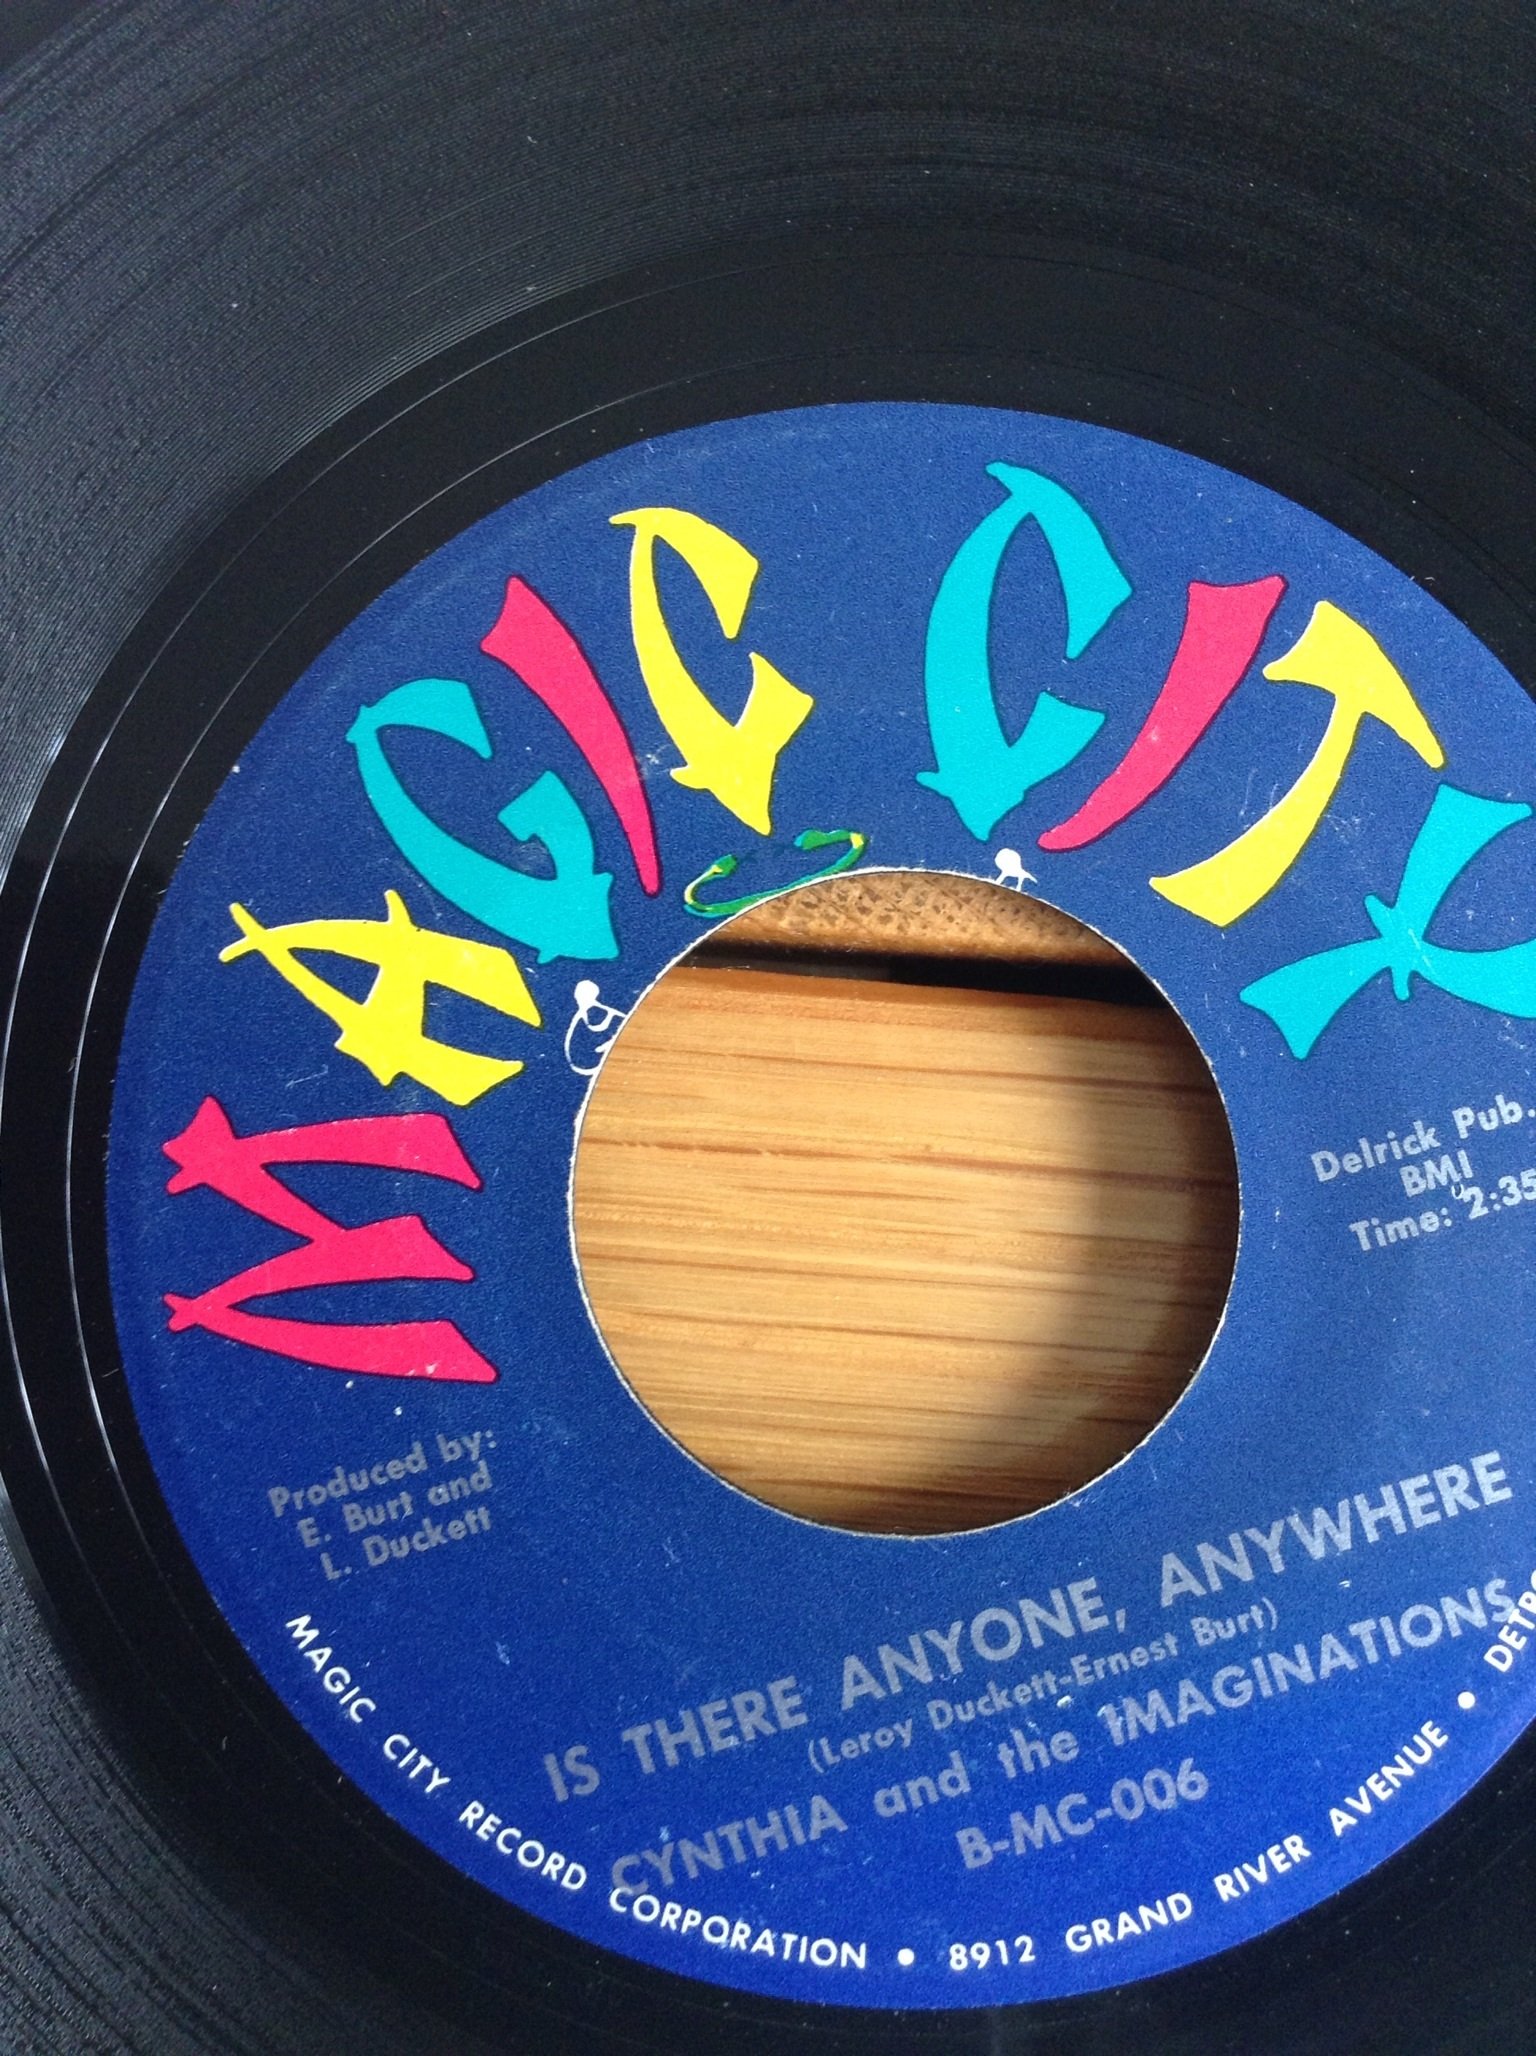 MAGIC CITY
Delrick Pub.
BMI
Time: 2:35
Produced by:
E. Burt and
L. Duckett
IS THERE ANYONE, ANYWHERE
(Leroy Duckett-Ernest Burt)
CYNTHIA and the IMAGINATIONS
B-MC-006
MAGIC CITY RECORD CORPORATION • 8912 GRAND RIVER AVENUE •